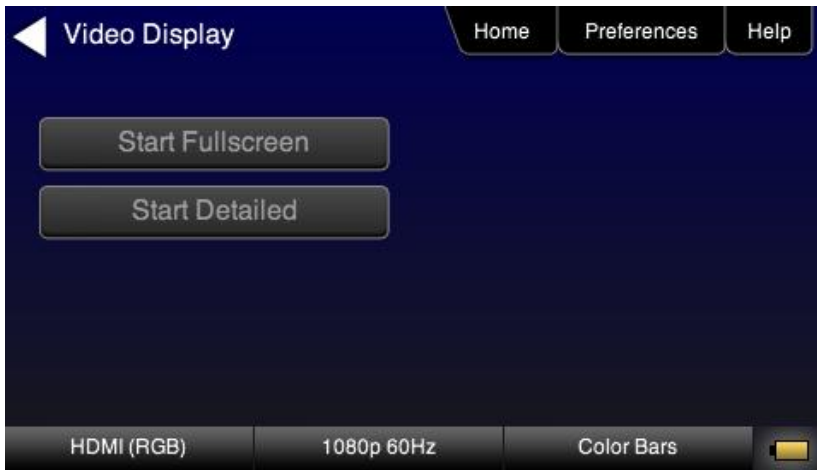 Video Display
Home
Preferences
Help
Start Fullscreen
Start Detailed
HDMI (RGB)
1080p 60Hz
Color Bars